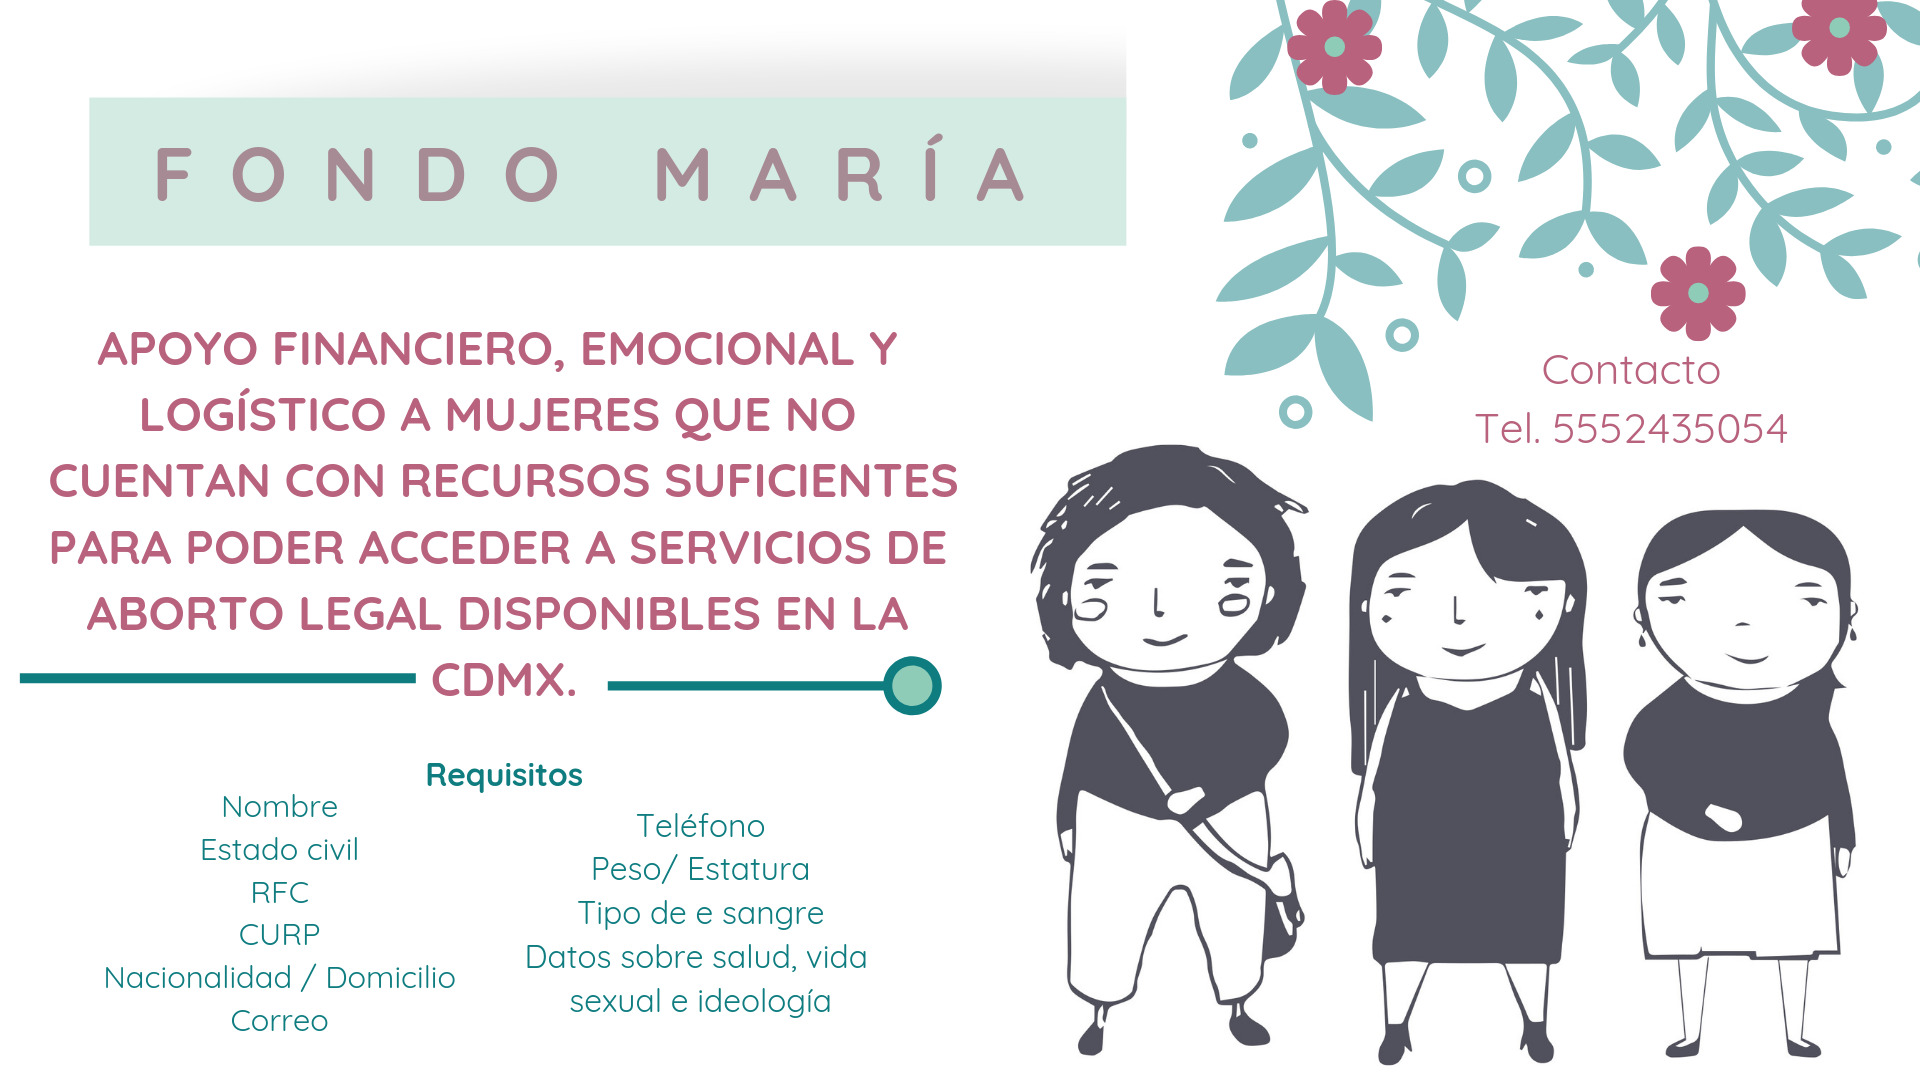 FONDO MARÍA
APOYO FINANCIERO, EMOCIONAL Y
LOGÍSTICO A MUJERES QUE NO
CUENTAN CON RECURSOS SUFICIENTES
PARA PODER ACCEDER A SERVICIOS DE
ABORTO LEGAL DISPONIBLES EN LA
CDMX.
Contacto
Tel. 5552435054
Requisitos
Nombre
Estado civil
RFC
CURP
Nacionalidad / Domicilio
Correo
Teléfono
Peso/ Estatura
Tipo de e sangre
Datos sobre salud, vida
sexual e ideología